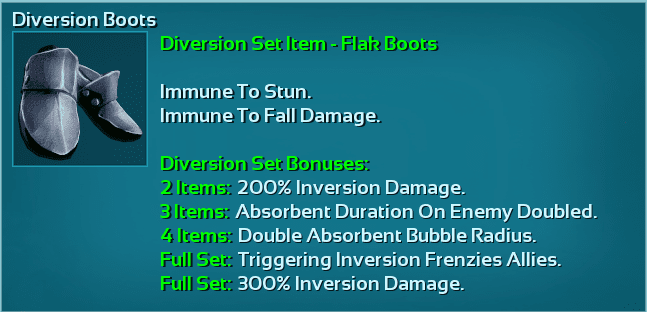 Diversion Boots
Diversion Set Item - Flak Boots
Immune To Stun.
Immune To Fall Damage.
Diversion Set Bonuses:
2 Items: 200% Inversion Damage.
3 Items: Absorbent Duration On Enemy Doubled.
4 Items: Double Absorbent Bubble Radius.
Full Set: Triggering Inversion Frenzies Allies.
Full Set: 300% Inversion Damage.